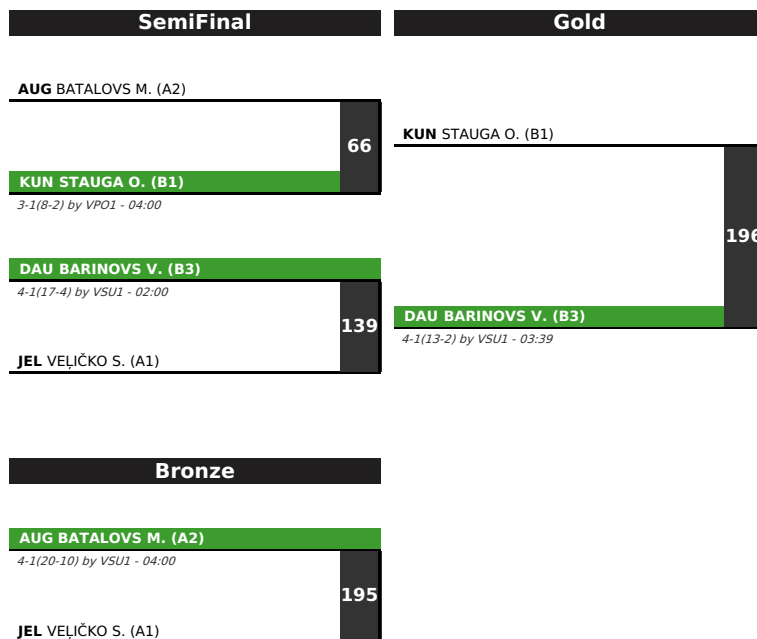 SemiFinal
AUG BATALOVS M. (A2)
66
KUN STAUGA O. (B1)
3-1(8-2) by VPO1 - 04:00
DAU BARINOVS V. (B3)
4-1(17-4) by VSU1 - 02:00
139
JEL VEĻIČKO S. (A1)
Gold
KUN STAUGA O. (B1)
196
DAU BARINOVS V. (B3)
4-1(13-2) by VSU1 - 03:39
Bronze
AUG BATALOVS M. (A2)
4-1(20-10) by VSU1 - 04:00
195
JEL VEĻIČKO S. (A1)